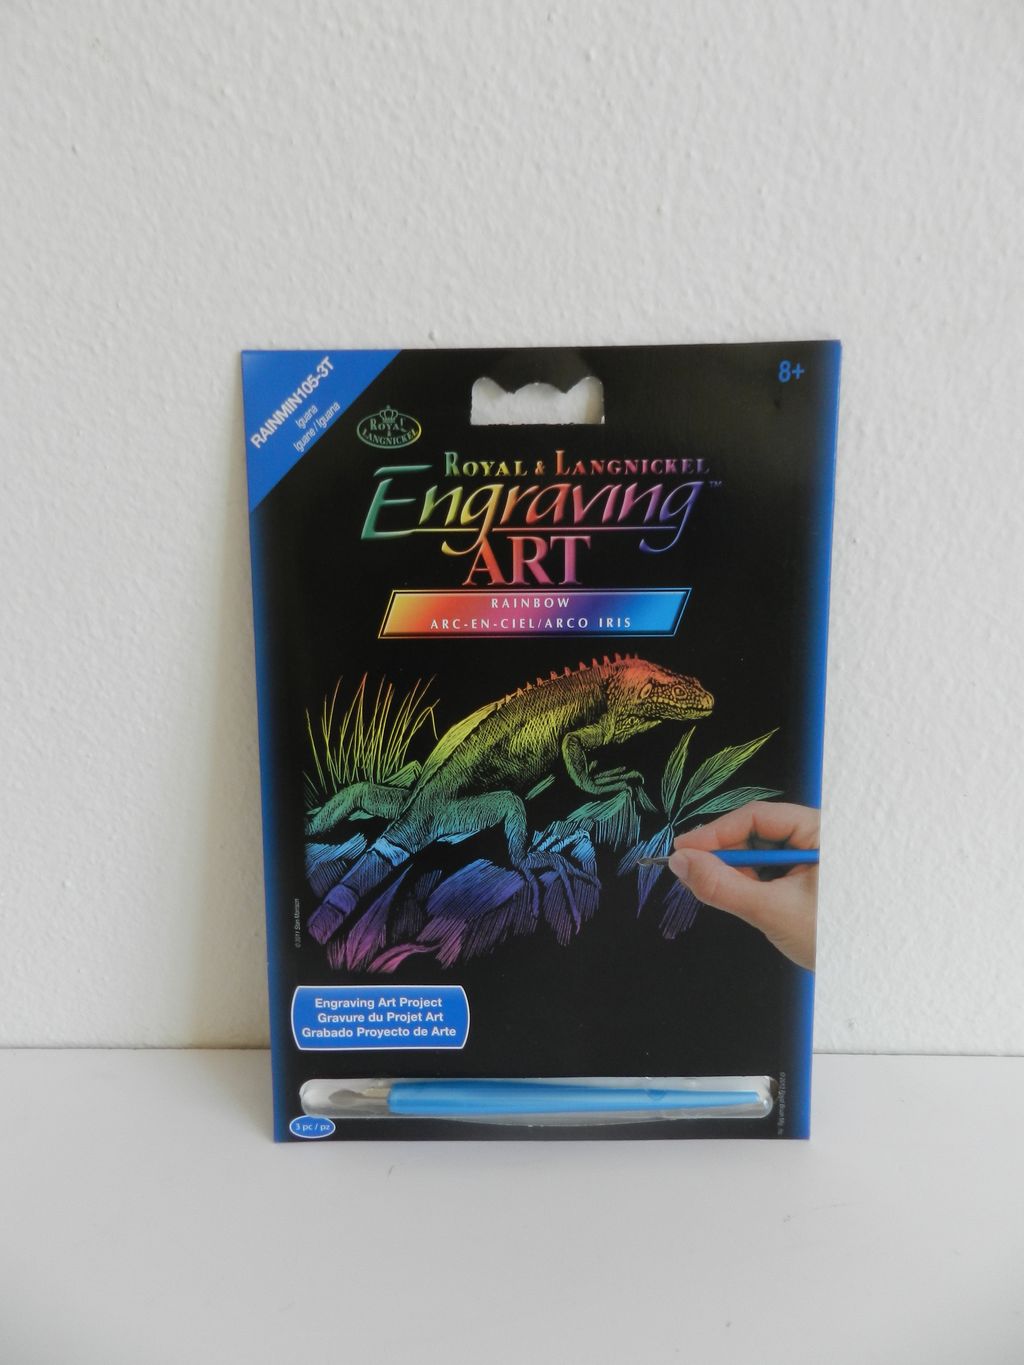 RAINMIN105-3T
Iguana
Iguane / Iguana
8+
ROYAL
&
LANGNICKEL
ROYAL & LANGNICKEL
Engraving™
ART
RAINBOW
ARC-EN-CIEL/ARCO IRIS
Engraving Art Project
Gravure du Projet Art
Grabado Proyecto de Arte
3 pc / pz